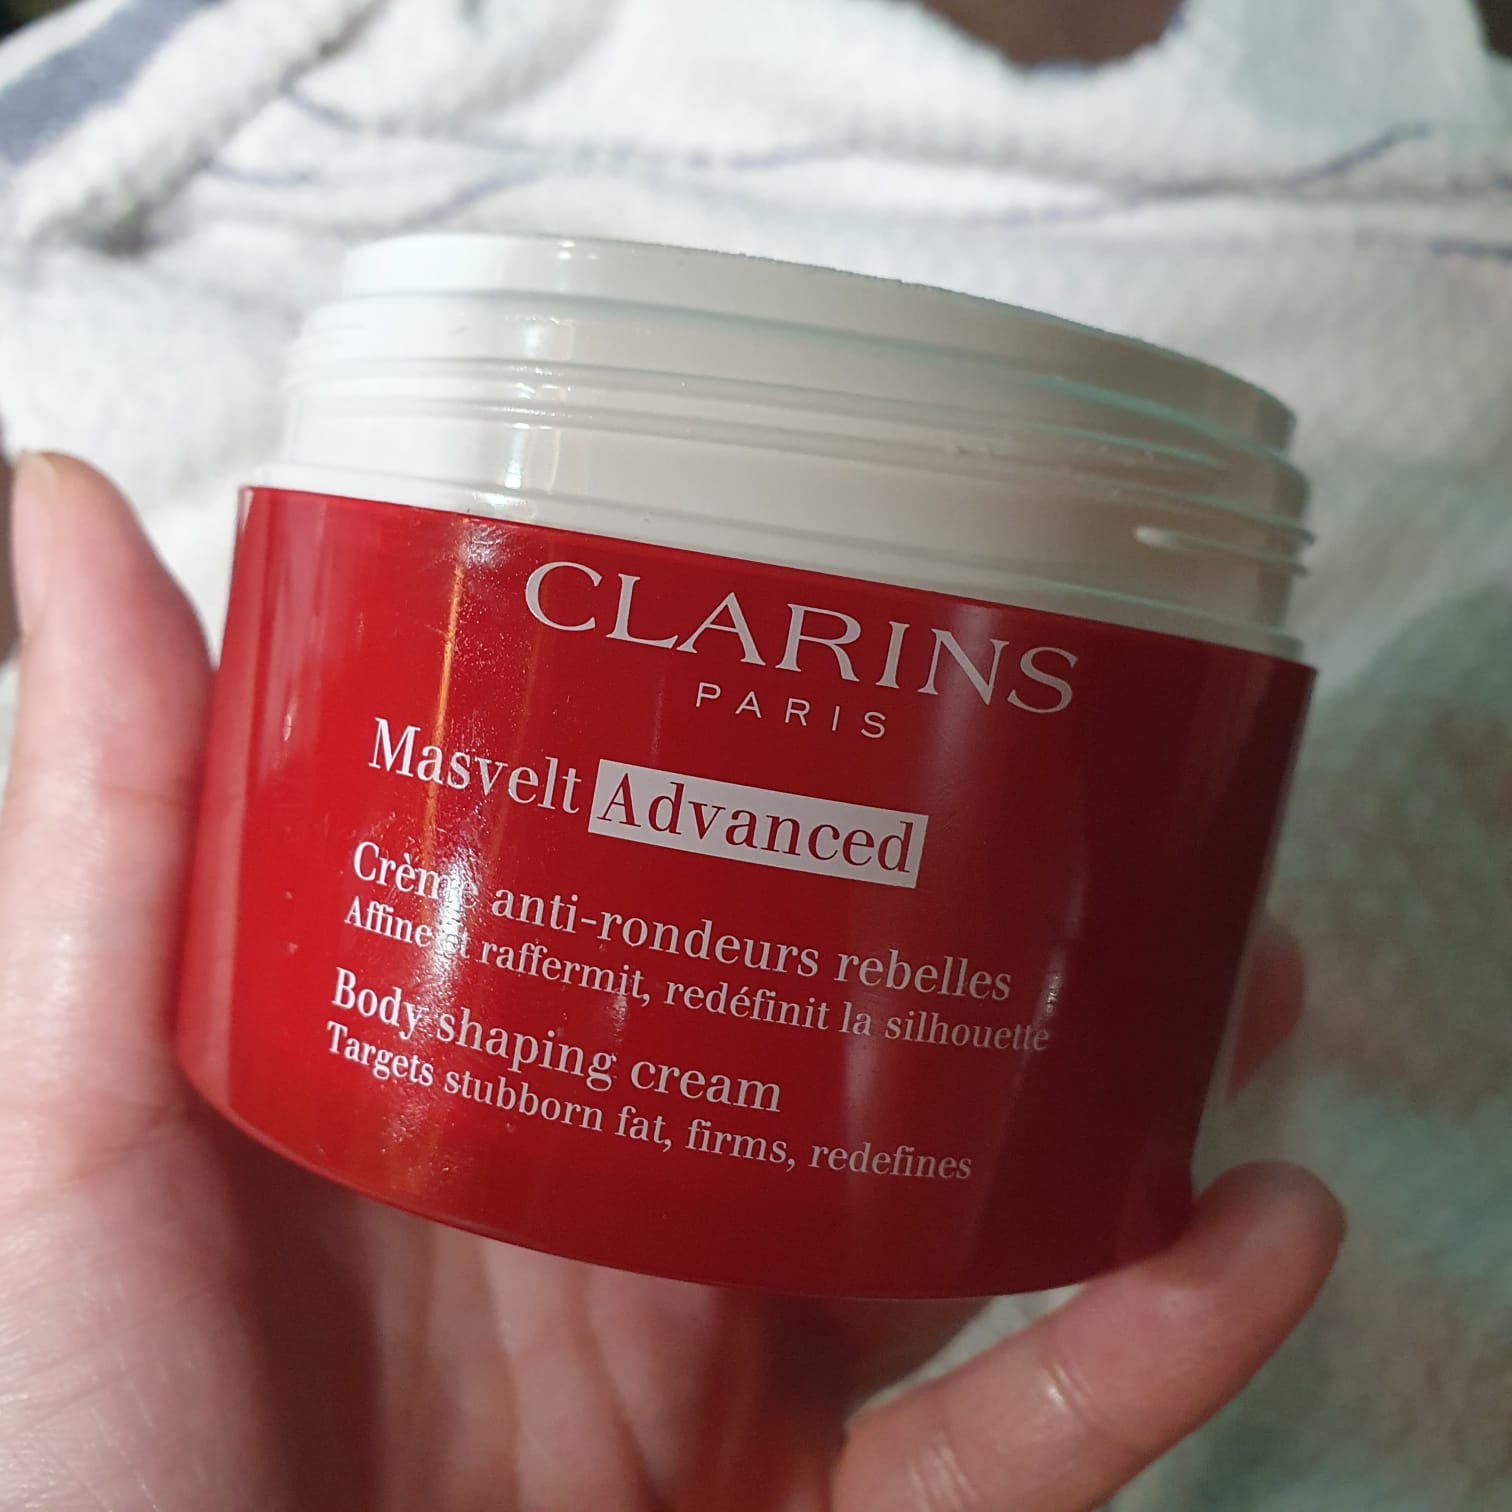 CLARINS
PARIS
Masvelt Advanced
Crème anti-rondeurs rebelles
Affine et raffermit, redéfinit la silhouette
Body shaping cream
Targets stubborn fat, firms, redefines